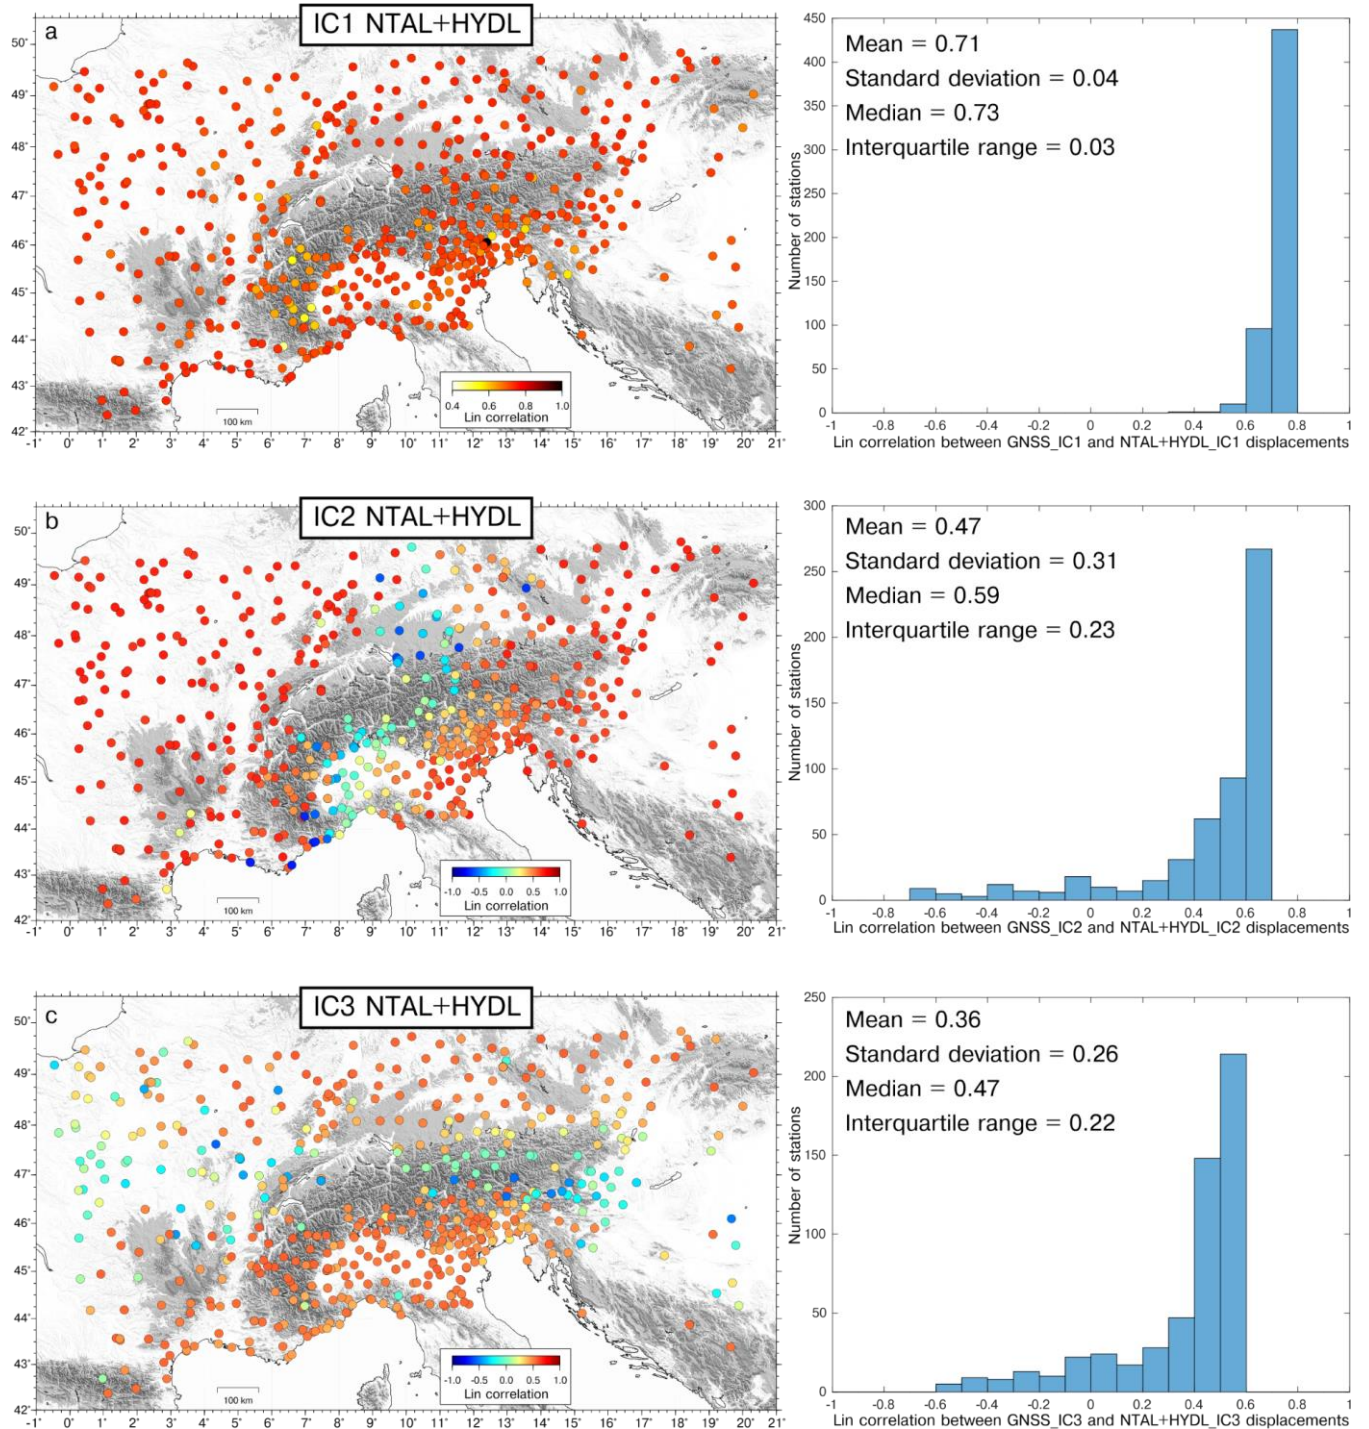 a
IC1 NTAL+HYDL
50°
49°
48°
47°
46°
45°
44°
43°
42°
-1° 0° 1° 2° 3° 4° 5° 6° 7° 8° 9° 10° 11° 12° 13° 14° 15° 16° 17° 18° 19° 20° 21°
100 km
0.4 0.6 0.8 1.0
Lin correlation
Mean = 0.71
Standard deviation = 0.04
Median = 0.73
Interquartile range = 0.03
Number of stations
450
400
350
300
250
200
150
100
50
0
-1 -0.8 -0.6 -0.4 -0.2 0 0.2 0.4 0.6 0.8 1
Lin correlation between GNSS_IC1 and NTAL+HYDL_IC1 displacements
b
IC2 NTAL+HYDL
50°
49°
48°
47°
46°
45°
44°
43°
42°
-1° 0° 1° 2° 3° 4° 5° 6° 7° 8° 9° 10° 11° 12° 13° 14° 15° 16° 17° 18° 19° 20° 21°
100 km
-1.0 -0.5 0.0 0.5 1.0
Lin correlation
Mean = 0.47
Standard deviation = 0.31
Median = 0.59
Interquartile range = 0.23
Number of stations
300
250
200
150
100
50
0
-1 -0.8 -0.6 -0.4 -0.2 0 0.2 0.4 0.6 0.8 1
Lin correlation between GNSS_IC2 and NTAL+HYDL_IC2 displacements
c
IC3 NTAL+HYDL
50°
49°
48°
47°
46°
45°
44°
43°
42°
-1° 0° 1° 2° 3° 4° 5° 6° 7° 8° 9° 10° 11° 12° 13° 14° 15° 16° 17° 18° 19° 20° 21°
100 km
-1.0 -0.5 0.0 0.5 1.0
Lin correlation
Mean = 0.36
Standard deviation = 0.26
Median = 0.47
Interquartile range = 0.22
Number of stations
250
200
150
100
50
0
-1 -0.8 -0.6 -0.4 -0.2 0 0.2 0.4 0.6 0.8 1
Lin correlation between GNSS_IC3 and NTAL+HYDL_IC3 displacements